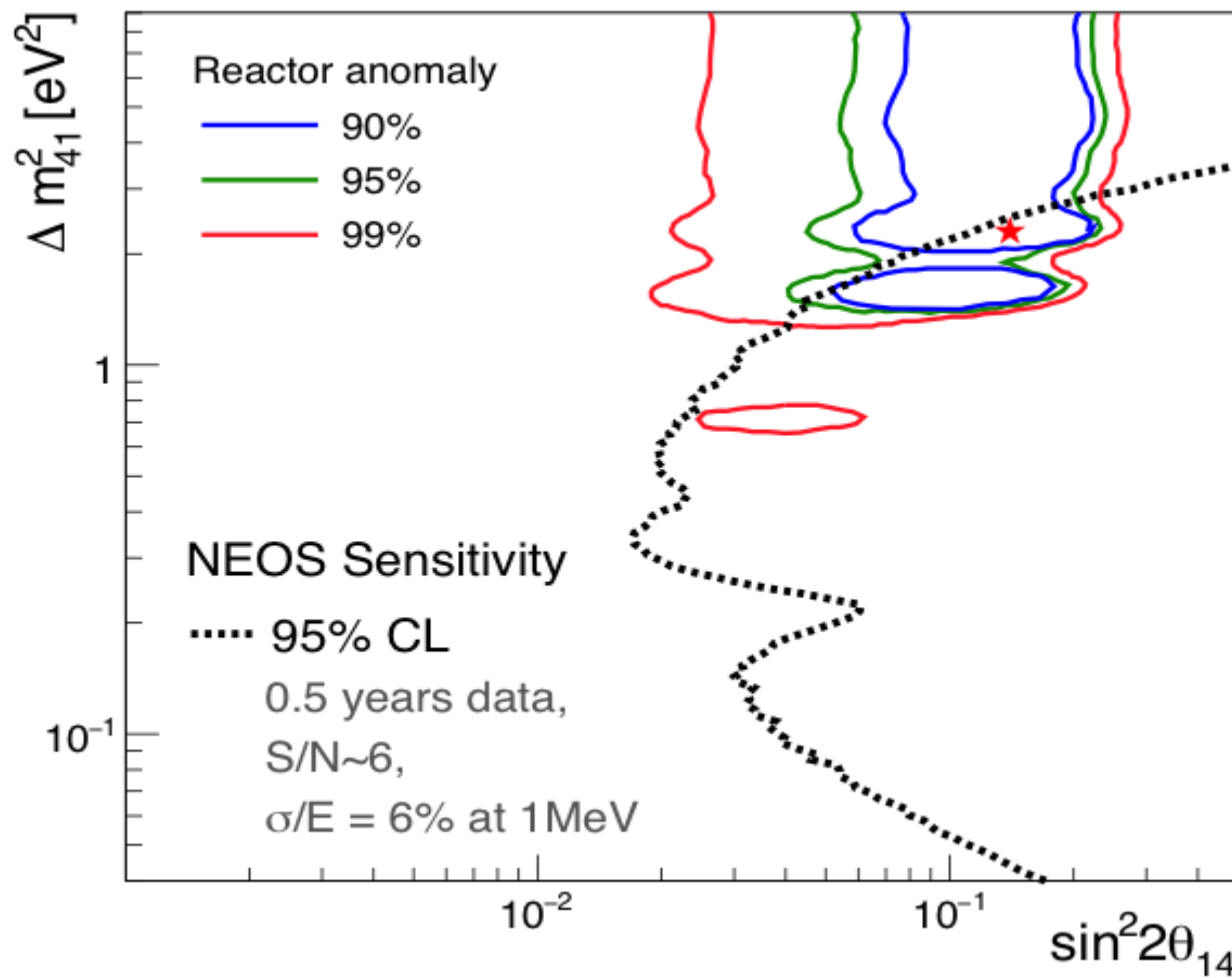 Δ m²₄₁ [eV²]
Reactor anomaly
90%
95%
99%
1
NEOS Sensitivity
95% CL
0.5 years data,
S/N~6,
σ/E = 6% at 1MeV
10⁻¹
10⁻² 10⁻¹
sin²2θ₁₄